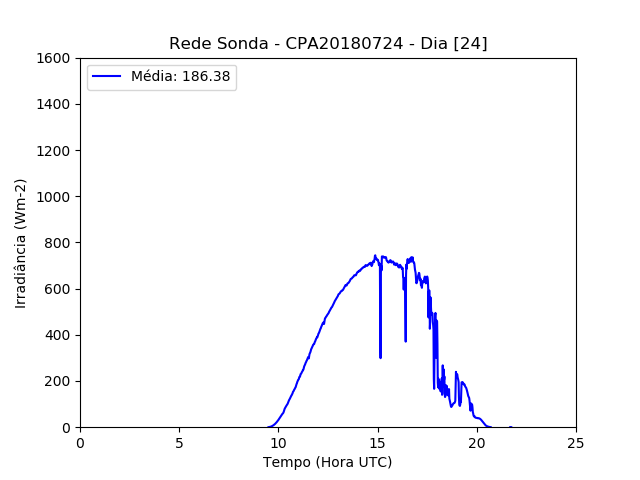 Rede Sonda - CPA20180724 - Dia [24]
Média: 186.38
Irradiância (Wm-2)
1600
1400
1200
1000
800
600
400
200
0
0 5 10 15 20 25
Tempo (Hora UTC)